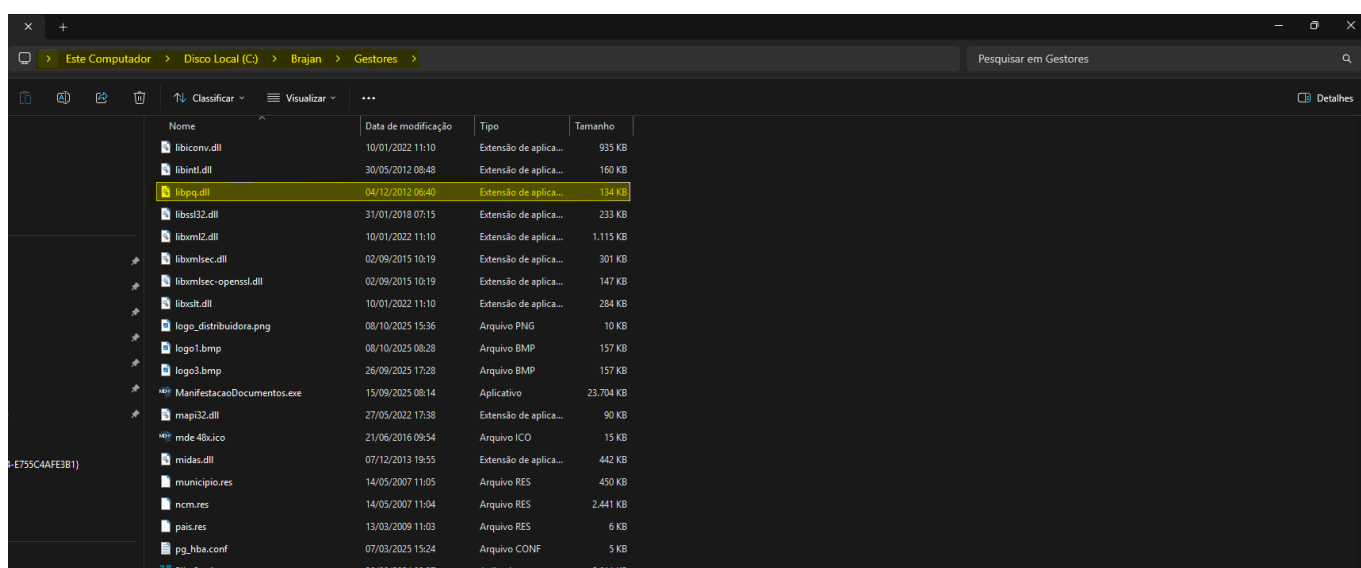 Este Computador > Disco Local (C:) > Brajan > Gestores >
Pesquisar em Gestores
Classificar
Visualizar
Detalhes
Nome Data de modificação Tipo Tamanho
libiconv.dll 10/01/2022 11:10 Extensão de aplica... 935 KB
libintl.dll 30/05/2012 08:48 Extensão de aplica... 160 KB
libpq.dll 04/12/2012 06:40 Extensão de aplica... 134 KB
libssl32.dll 31/01/2018 07:15 Extensão de aplica... 233 KB
libxml2.dll 10/01/2022 11:10 Extensão de aplica... 1.115 KB
libxmlsec.dll 02/09/2015 10:19 Extensão de aplica... 301 KB
libxmlsec-openssl.dll 02/09/2015 10:19 Extensão de aplica... 147 KB
libxslt.dll 10/01/2022 11:10 Extensão de aplica... 284 KB
logo_distribuidora.png 08/10/2025 15:36 Arquivo PNG 10 KB
logo1.bmp 08/10/2025 08:28 Arquivo BMP 157 KB
logo3.bmp 26/09/2025 17:28 Arquivo BMP 157 KB
ManifestacaoDocumentos.exe 15/09/2025 08:14 Aplicativo 23.704 KB
mapi32.dll 27/05/2022 17:38 Extensão de aplica... 90 KB
mde 48x.ico 21/06/2016 09:54 Arquivo ICO 15 KB
4-E755C4AFE3B1}
midas.dll 07/12/2013 19:55 Extensão de aplica... 442 KB
municipio.res 14/05/2007 11:05 Arquivo RES 450 KB
ncm.res 14/05/2007 11:04 Arquivo RES 2.441 KB
pais.res 13/03/2009 11:03 Arquivo RES 6 KB
pg_hba.conf 07/03/2025 15:24 Arquivo CONF 5 KB